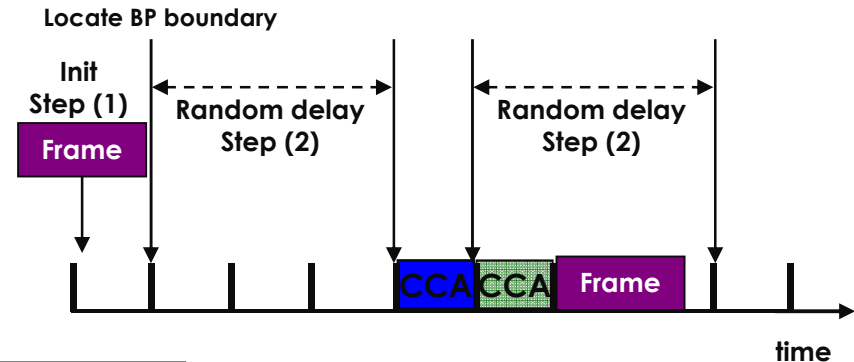 Locate BP boundary
Init
Step (1)
Frame
Random delay
Step (2)
Random delay
Step (2)
CCA
CCA
Frame
time